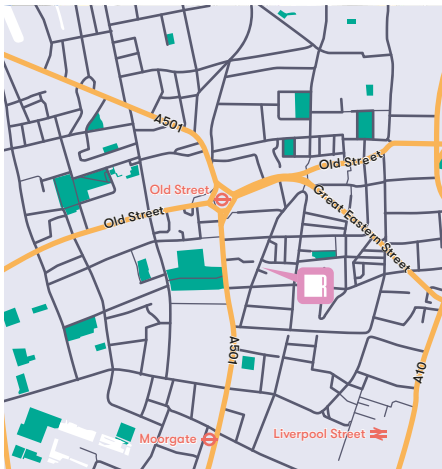 A501
Old Street
Old Street
Old Street
Great Eastern Street
A501
A10
Moorgate
Liverpool Street